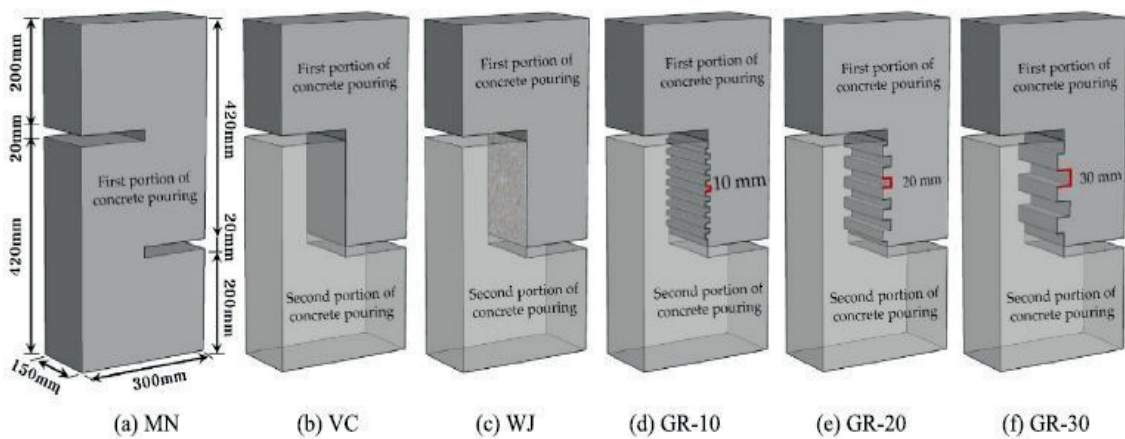 200mm
20mm
420mm
First portion of
concrete pouring
420mm
20mm
200mm
150mm
300mm
First portion of
concrete pouring
Second portion of
concrete pouring
First portion of
concrete pouring
Second portion of
concrete pouring
First portion of
concrete pouring
10 mm
Second portion of
concrete pouring
First portion of
concrete pouring
20 mm
Second portion of
concrete pouring
First portion of
concrete pouring
30 mm
Second portion of
concrete pouring
(a) MN
(b) VC
(c) WJ
(d) GR-10
(e) GR-20
(f) GR-30